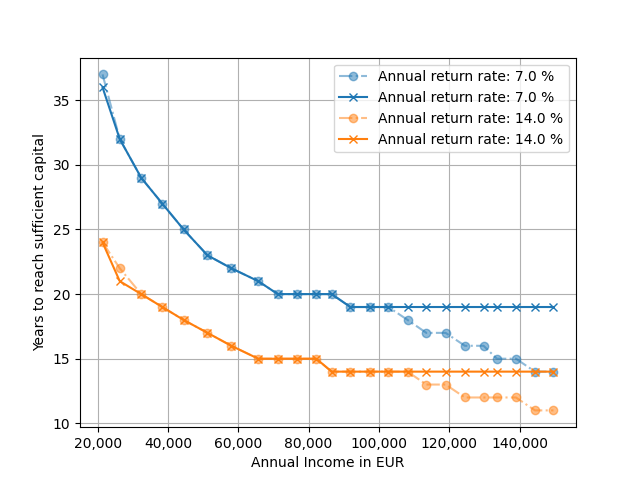 Annual return rate: 7.0 %
Annual return rate: 7.0 %
Annual return rate: 14.0 %
Annual return rate: 14.0 %
Years to reach sufficient capital
35
30
25
20
15
10
20,000 40,000 60,000 80,000 100,000 120,000 140,000
Annual Income in EUR